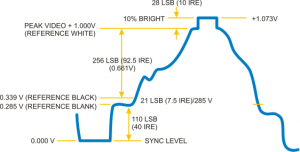 28 LSB (10 IRE)
10% BRIGHT
+1.073V
PEAK VIDEO + 1.000V
(REFERENCE WHITE)
256 LSB (92.5 IRE)
(0.661V)
0.339 V (REFERENCE BLACK)
0.285 V (REFERENCE BLANK)
21 LSB (7.5 IRE)/285 V
110 LSB
(40 IRE)
0.000 V
SYNC LEVEL